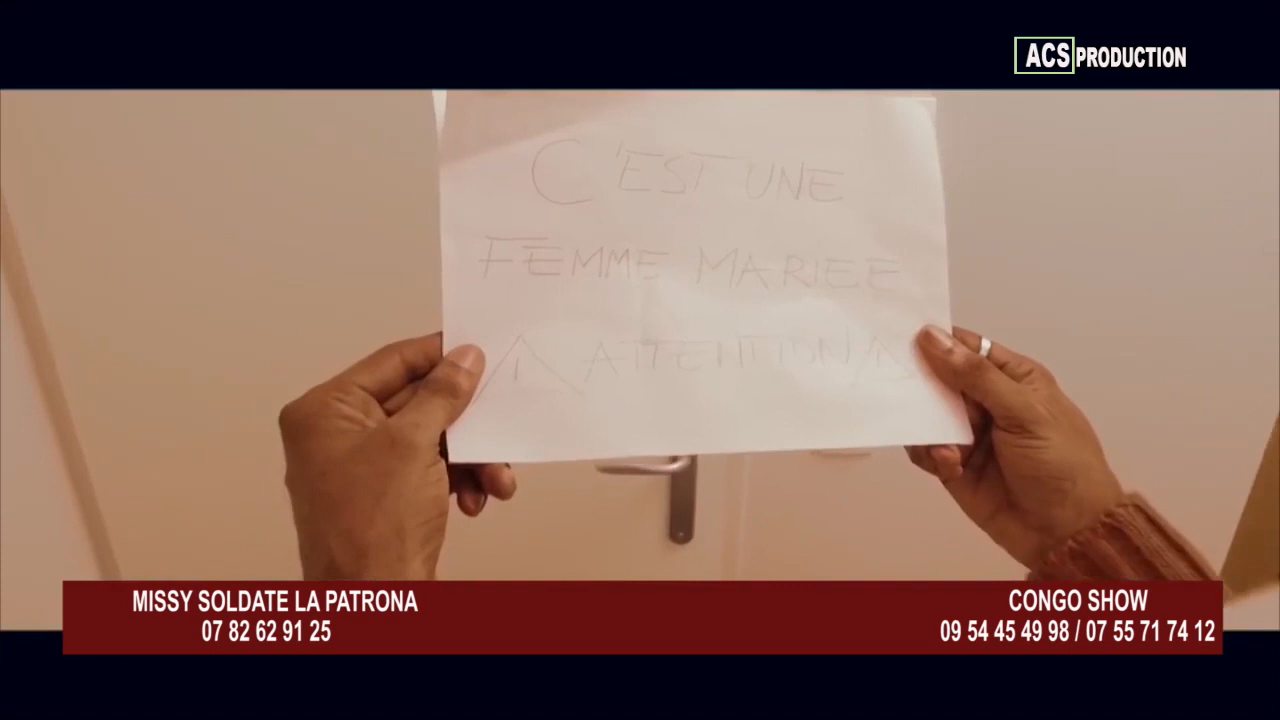 ACS PRODUCTION
C'EST UNE
FEMME MARIEE
ATTENTION
MISSY SOLDATE LA PATRONA
07 82 62 91 25
CONGO SHOW
09 54 45 49 98 / 07 55 71 74 12